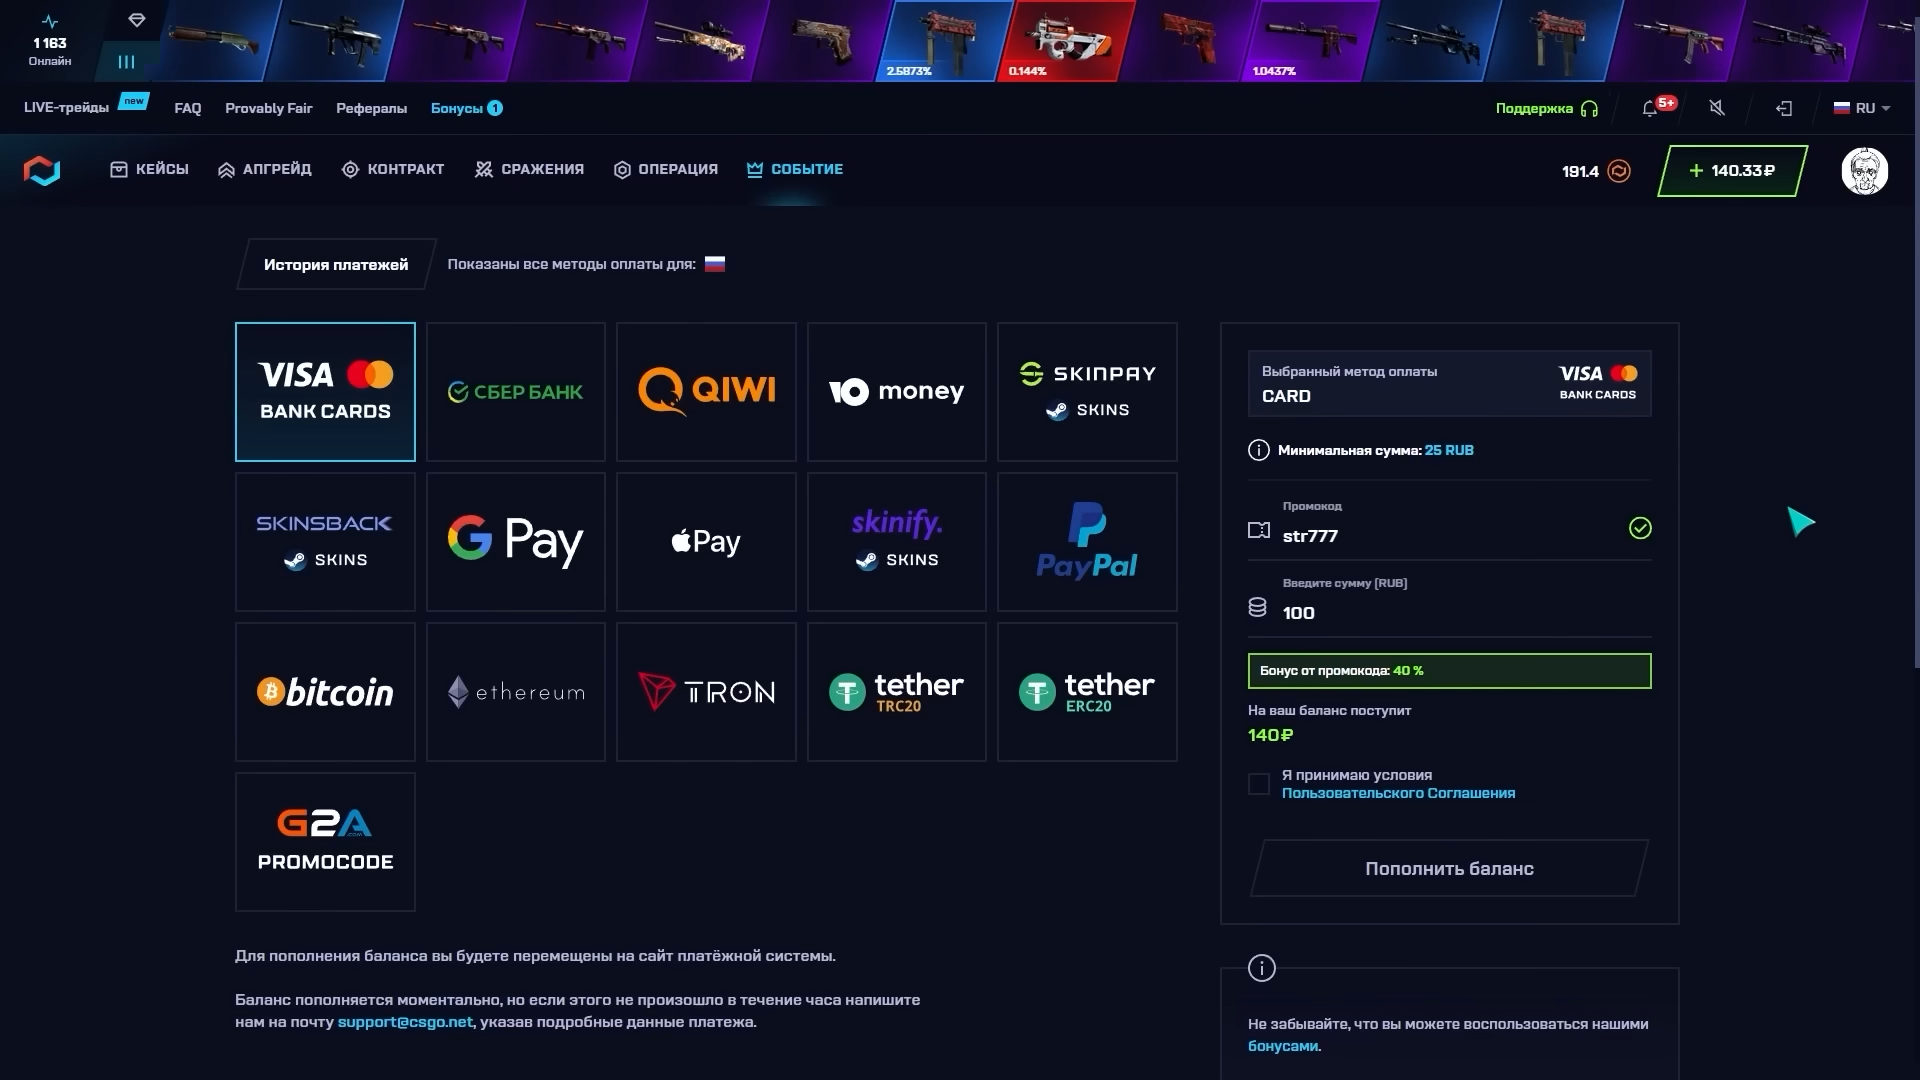 1 163
Онлайн
2.5873%
0.144%
1.0437%
LIVE-трейды new
FAQ
Provably Fair
Рефералы
Бонусы 1
Поддержка
5+
RU
КЕЙСЫ
АПГРЕЙД
КОНТРАКТ
СРАЖЕНИЯ
ОПЕРАЦИЯ
СОБЫТИЕ
191.4
+ 140.33₽
История платежей
Показаны все методы оплаты для:
VISA
BANK CARDS
СБЕР БАНК
QIWI
Ю money
SKINPAY
SKINS
SKINSBACK
SKINS
G Pay
Pay
skinify.
SKINS
PayPal
bitcoin
ethereum
TRON
tether
TRC20
tether
ERC20
G2A
.COM
PROMOCODE
Выбранный метод оплаты
CARD
VISA
BANK CARDS
Минимальная сумма: 25 RUB
Промокод
str777
Введите сумму (RUB)
100
Бонус от промокода: 40 %
На ваш баланс поступит
140₽
Я принимаю условия
Пользовательского Соглашения
Пополнить баланс
Для пополнения баланса вы будете перемещены на сайт платёжной системы.
Баланс пополняется моментально, но если этого не произошло в течение часа напишите
нам на почту support@csgo.net, указав подробные данные платежа.
Не забывайте, что вы можете воспользоваться нашими
бонусами.